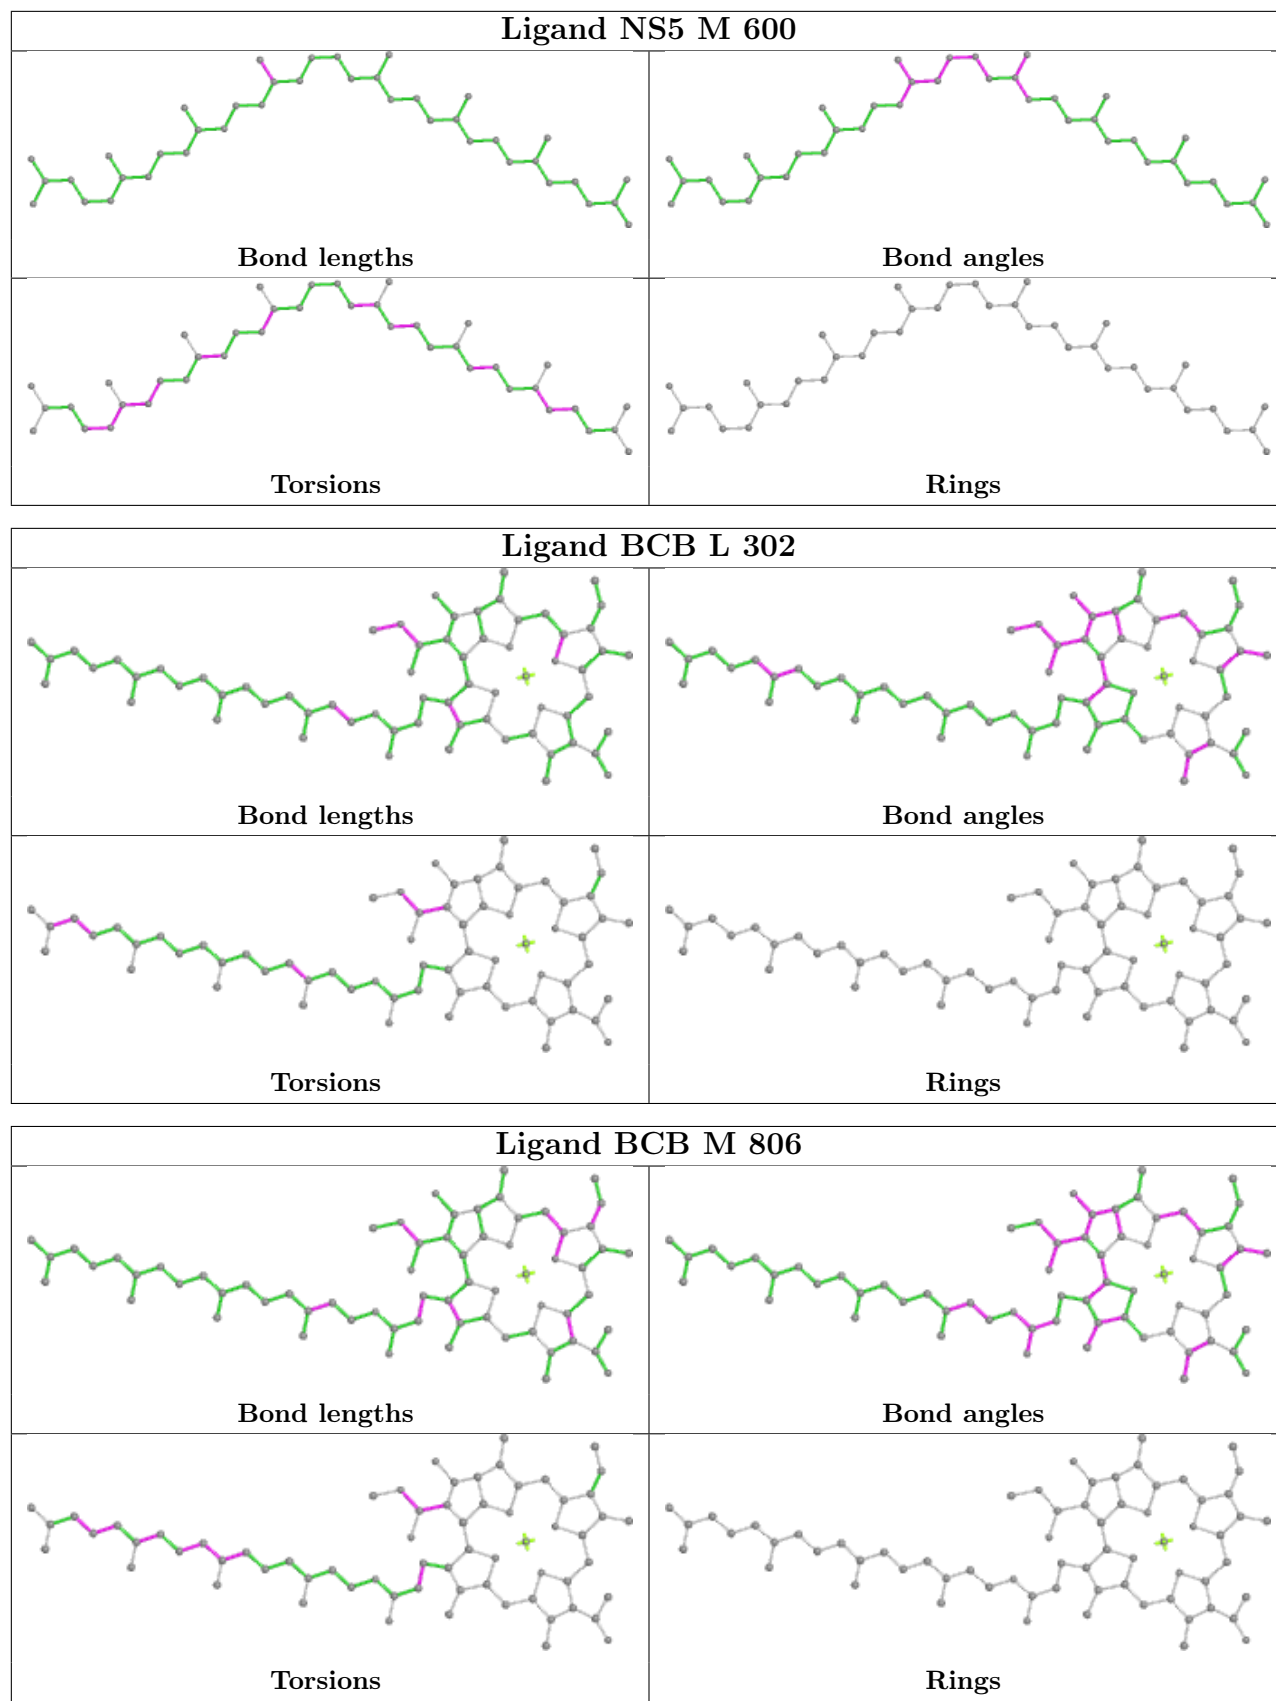 Ligand NS5 M 600
Bond lengths
Bond angles
Torsions
Rings
Ligand BCB L 302
Bond lengths
Bond angles
Torsions
Rings
Ligand BCB M 806
Bond lengths
Bond angles
Torsions
Rings